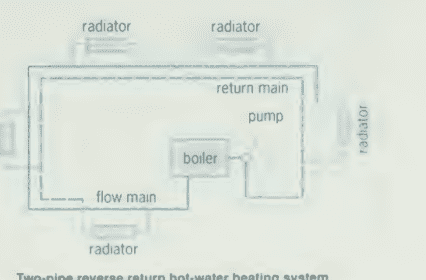 radiator
radiator
return main
pump
radiator
boiler
flow main
radiator
Two-pipe reverse return hot-water heating system